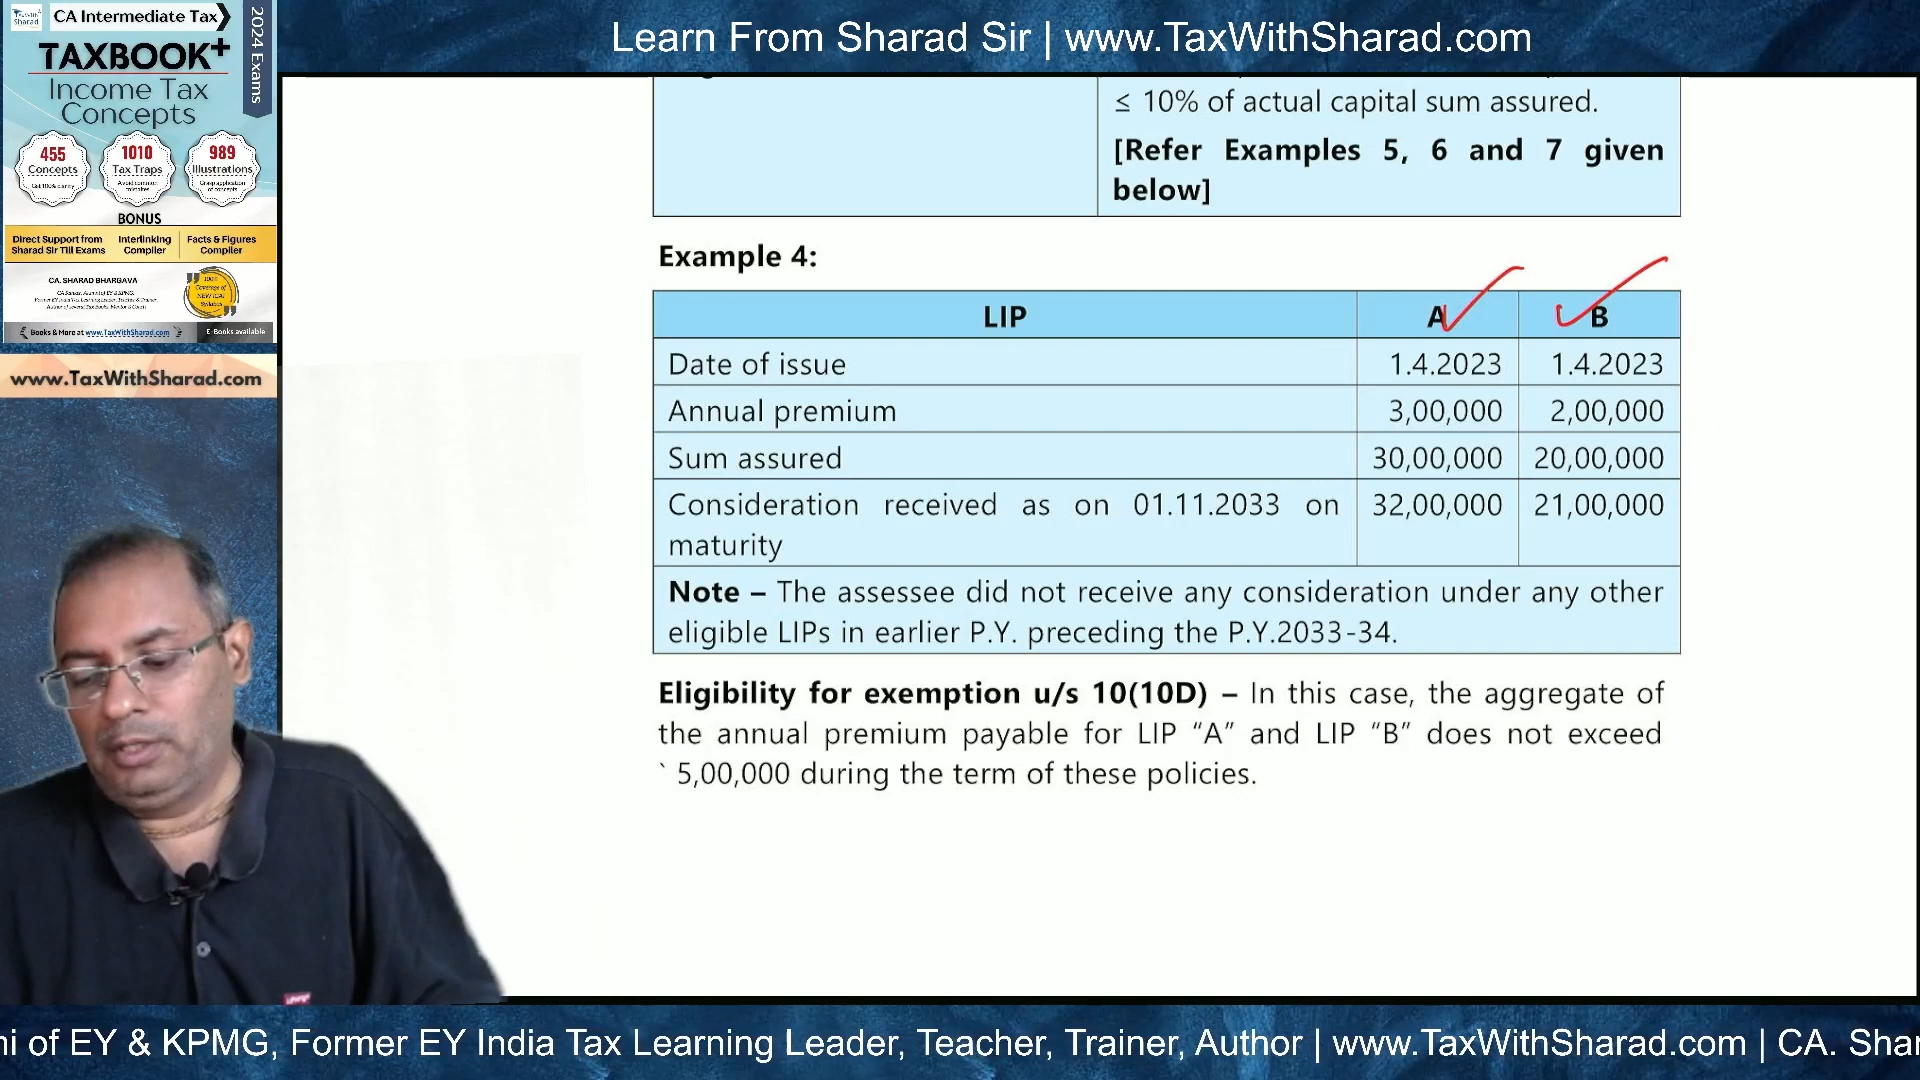 Learn From Sharad Sir | www.TaxWithSharad.com
CA Intermediate Tax
2024 Exams
TAXBOOK+
Income Tax
Concepts
455
Concepts
1010
Tax Traps
989
Illustrations
BONUS
Direct Support from
Sharad Sir Till Exams
Interlinking
Compiler
Facts & Figures
Compiler
CA. SHARAD BHARGAVA
Books & More at www.TaxWithSharad.com
E-Books available
www.TaxWithSharad.com
≤ 10% of actual capital sum assured.
[Refer Examples 5, 6 and 7 given
below]
Example 4:
LIP A B
Date of issue 1.4.2023 1.4.2023
Annual premium 3,00,000 2,00,000
Sum assured 30,00,000 20,00,000
Consideration received as on 01.11.2033 on 32,00,000 21,00,000
maturity
Note – The assessee did not receive any consideration under any other
eligible LIPs in earlier P.Y. preceding the P.Y.2033-34.
Eligibility for exemption u/s 10(10D) – In this case, the aggregate of
the annual premium payable for LIP “A” and LIP “B” does not exceed
` 5,00,000 during the term of these policies.
of EY & KPMG, Former EY India Tax Learning Leader, Teacher, Trainer, Author | www.TaxWithSharad.com | CA.